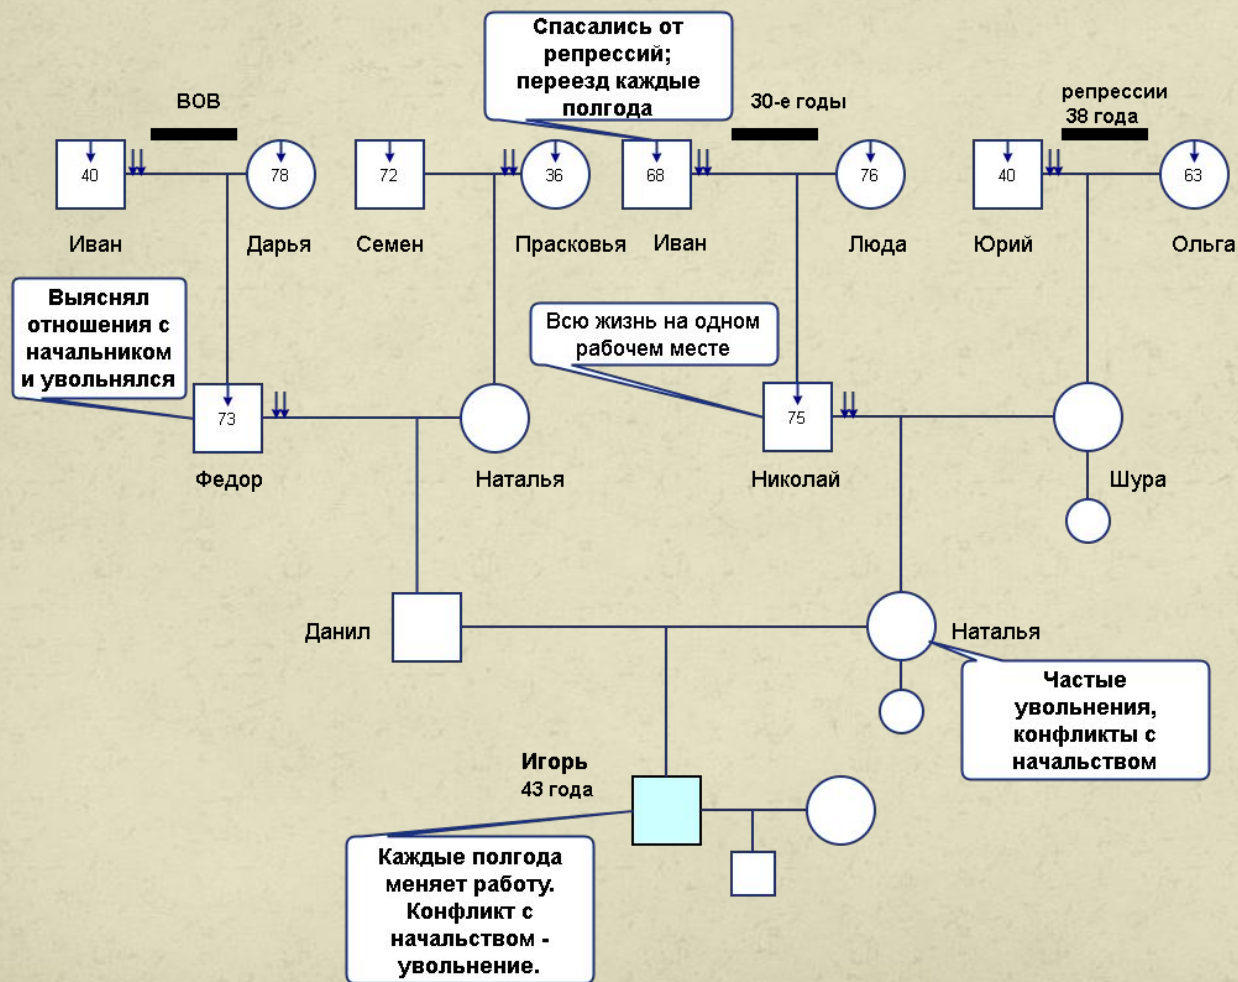 Спасались от
репрессий;
переезд каждые
полгода
ВОВ
30-е годы
репрессии
38 года
40
78
72
36
68
76
40
63
Иван
Дарья
Семен
Прасковья
Иван
Люда
Юрий
Ольга
Выяснял
отношения с
начальником
и увольнялся
Всю жизнь на одном
рабочем месте
73
75
Федор
Наталья
Николай
Шура
Данил
Наталья
Частые
увольнения,
конфликты с
начальством
Игорь
43 года
Каждые полгода
меняет работу.
Конфликт с
начальством -
увольнение.